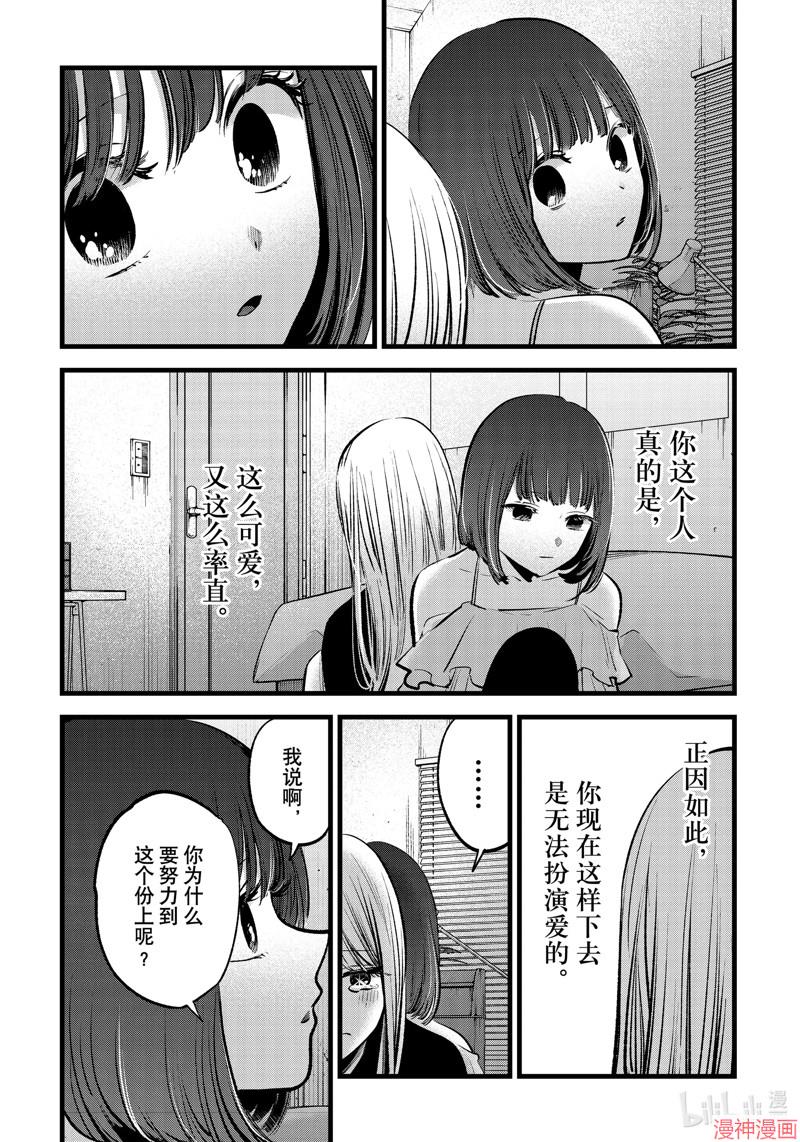 你这个人
真的是，
这么可爱，
又这么率直。
正因如此，
你现在这样下去
是无法扮演爱的。
……
我说啊，
你为什么
要努力到
这个份上呢？
bilibili 漫
漫神漫画